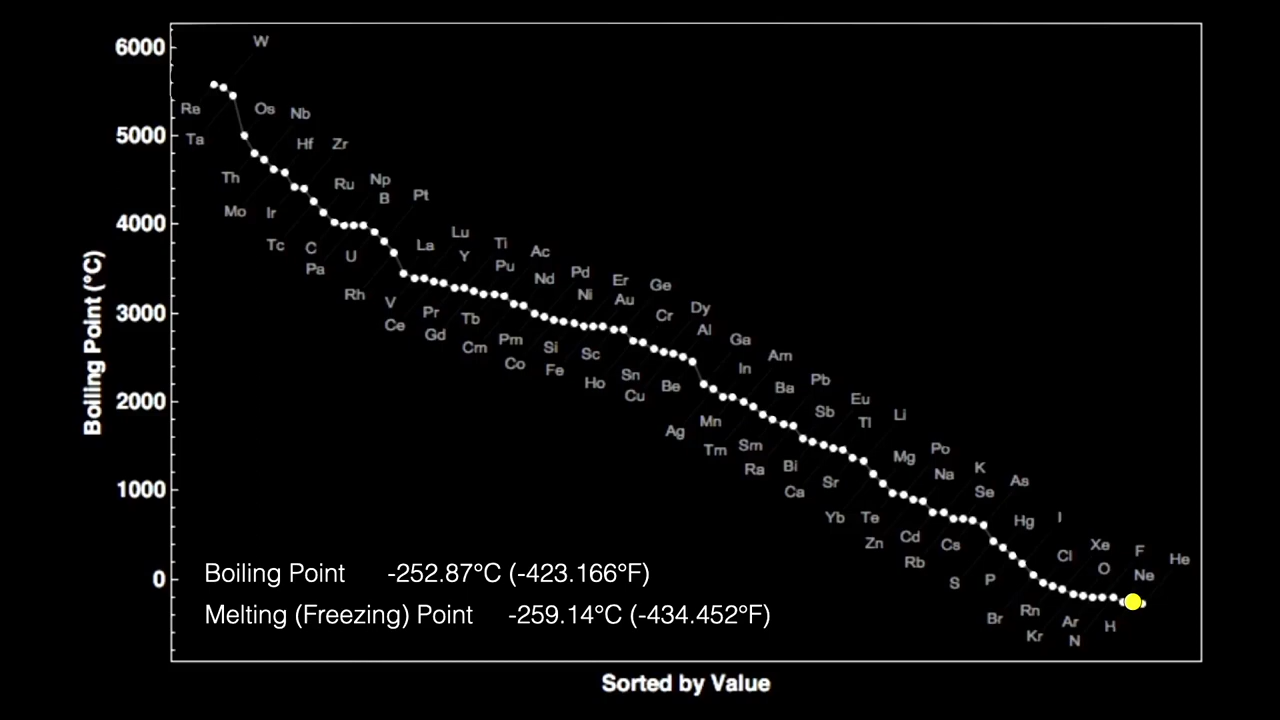 6000
5000
4000
3000
2000
1000
0
Boiling Point (°C)
W
Re
Os
Nb
Ta
Hf
Zr
Th
Ru
Np
B
Pt
Mo
Ir
Tc
C
Pa
U
La
Lu
Y
Ti
Pu
Ac
Nd
Pd
Ni
Er
Au
Ge
Rh
V
Ce
Pr
Gd
Tb
Cm
Pm
Co
Si
Fe
Sc
Ho
Cr
Dy
Al
Sn
Cu
Be
Ga
In
Am
Ba
Pb
Sb
Eu
Tl
Li
Ag
Mn
Tm
Sm
Ra
Bi
Ca
Sr
Mg
Po
Na
K
Se
As
Yb
Te
Zn
Cd
Rb
Cs
S
Hg
I
P
Cl
Xe
O
F
Ne
He
Br
Rn
Kr
Ar
N
H
Boiling Point -252.87°C (-423.166°F)
Melting (Freezing) Point -259.14°C (-434.452°F)
Sorted by Value